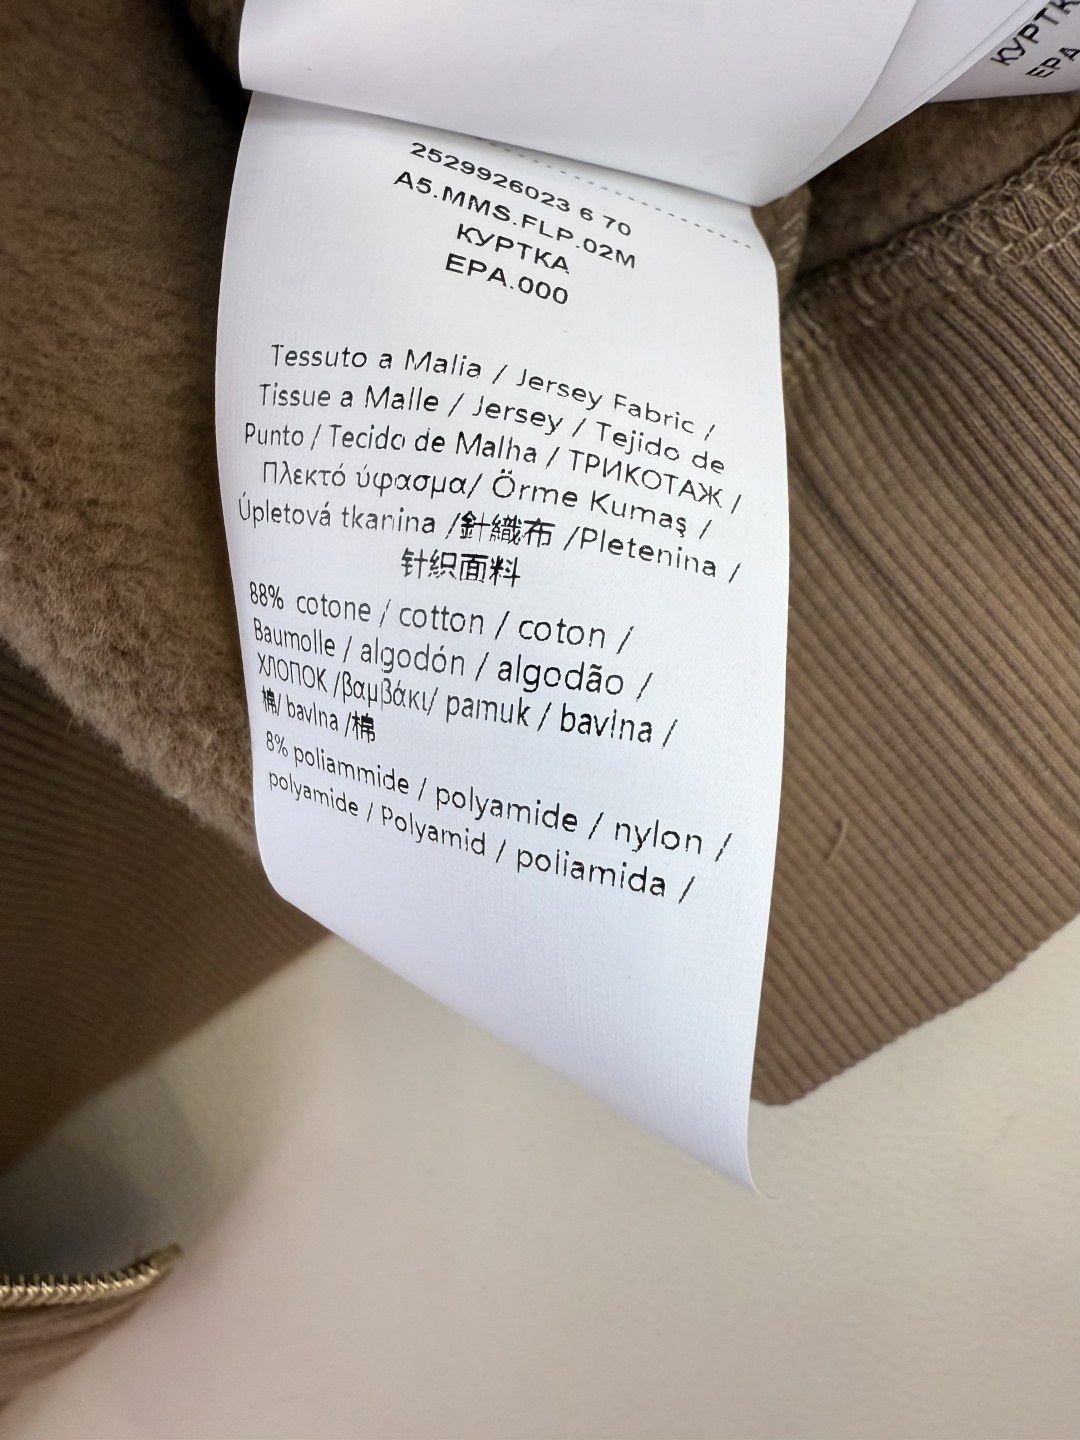 КУРТК
EPA
2529926023 6 70
A5.MMS.FLP.02M
КУРТКА
EPA.000
Tessuto a Malia / Jersey Fabric /
Tissue a Malle / Jersey / Tejido de
Punto / Tecido de Malha / ТРИКОТАЖ /
Πλεκτό ύφασμα/ Örme Kumaş /
Úpletová tkanina /針織布 /Pletenina /
针织面料
88% cotone / cotton / coton /
Baumolle / algodón / algodão /
ХЛОПОК /βαμβάκι/ pamuk / bavlna /
棉/ bavlna /棉
8% poliammide / polyamide / nylon /
polyamide / Polyamid / poliamida /